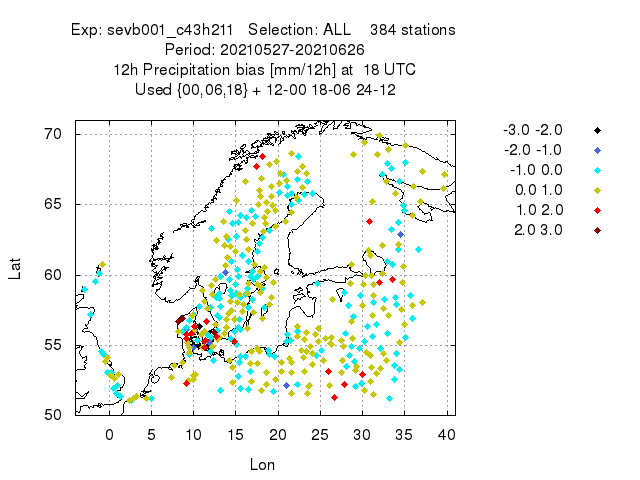 Exp: sevb001_c43h211 Selection: ALL 384 stations
Period: 20210527-20210626
12h Precipitation bias [mm/12h] at 18 UTC
Used {00,06,18} + 12-00 18-06 24-12
-3.0 -2.0
-2.0 -1.0
-1.0 0.0
0.0 1.0
1.0 2.0
2.0 3.0
70
65
60
55
50
Lat
0 5 10 15 20 25 30 35 40
Lon